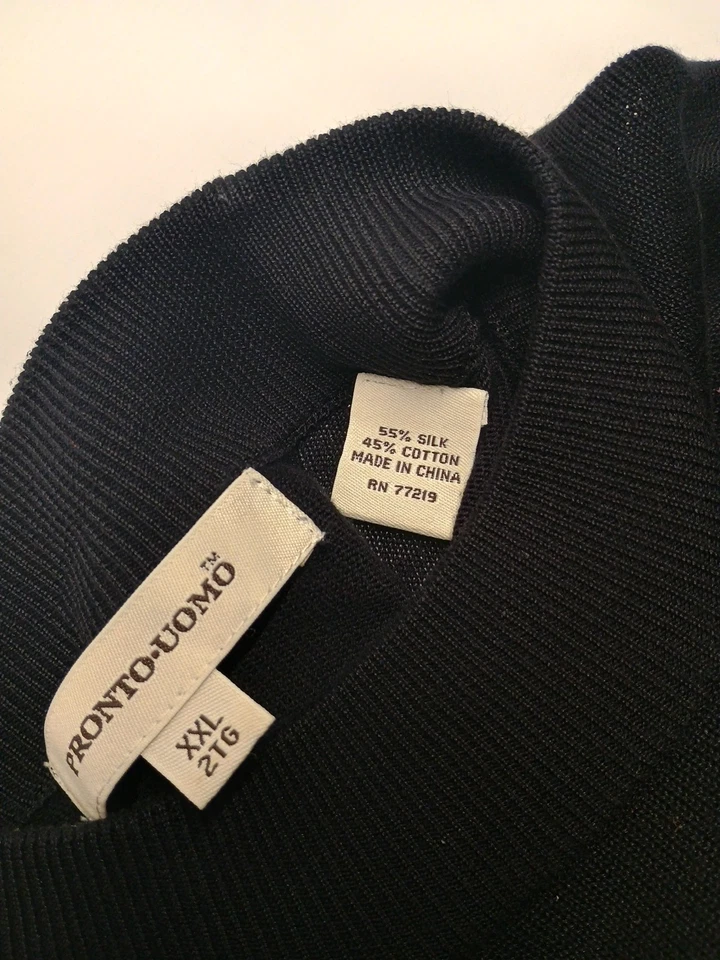 55% SILK
45% COTTON
MADE IN CHINA
RN 77219
PRONTO-UOMO™
XXL
2TG